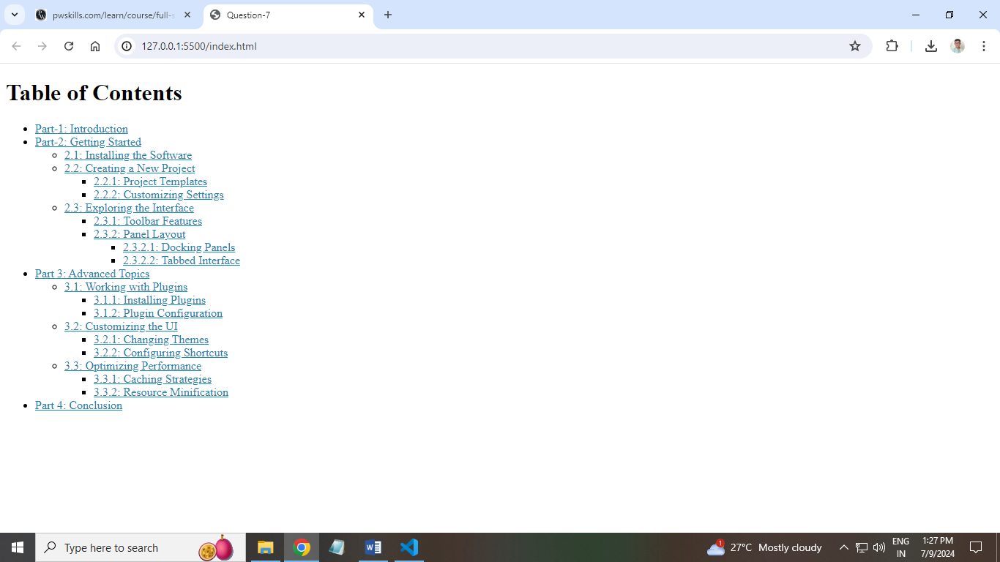 pwskills.com/learn/course/full-s
Question-7
127.0.0.1:5500/index.html
Table of Contents
Part-1: Introduction
Part-2: Getting Started
2.1: Installing the Software
2.2: Creating a New Project
2.2.1: Project Templates
2.2.2: Customizing Settings
2.3: Exploring the Interface
2.3.1: Toolbar Features
2.3.2: Panel Layout
2.3.2.1: Docking Panels
2.3.2.2: Tabbed Interface
Part 3: Advanced Topics
3.1: Working with Plugins
3.1.1: Installing Plugins
3.1.2: Plugin Configuration
3.2: Customizing the UI
3.2.1: Changing Themes
3.2.2: Configuring Shortcuts
3.3: Optimizing Performance
3.3.1: Caching Strategies
3.3.2: Resource Minification
Part 4: Conclusion
Type here to search
1
27°C Mostly cloudy
ENG
IN
1:27 PM
7/9/2024